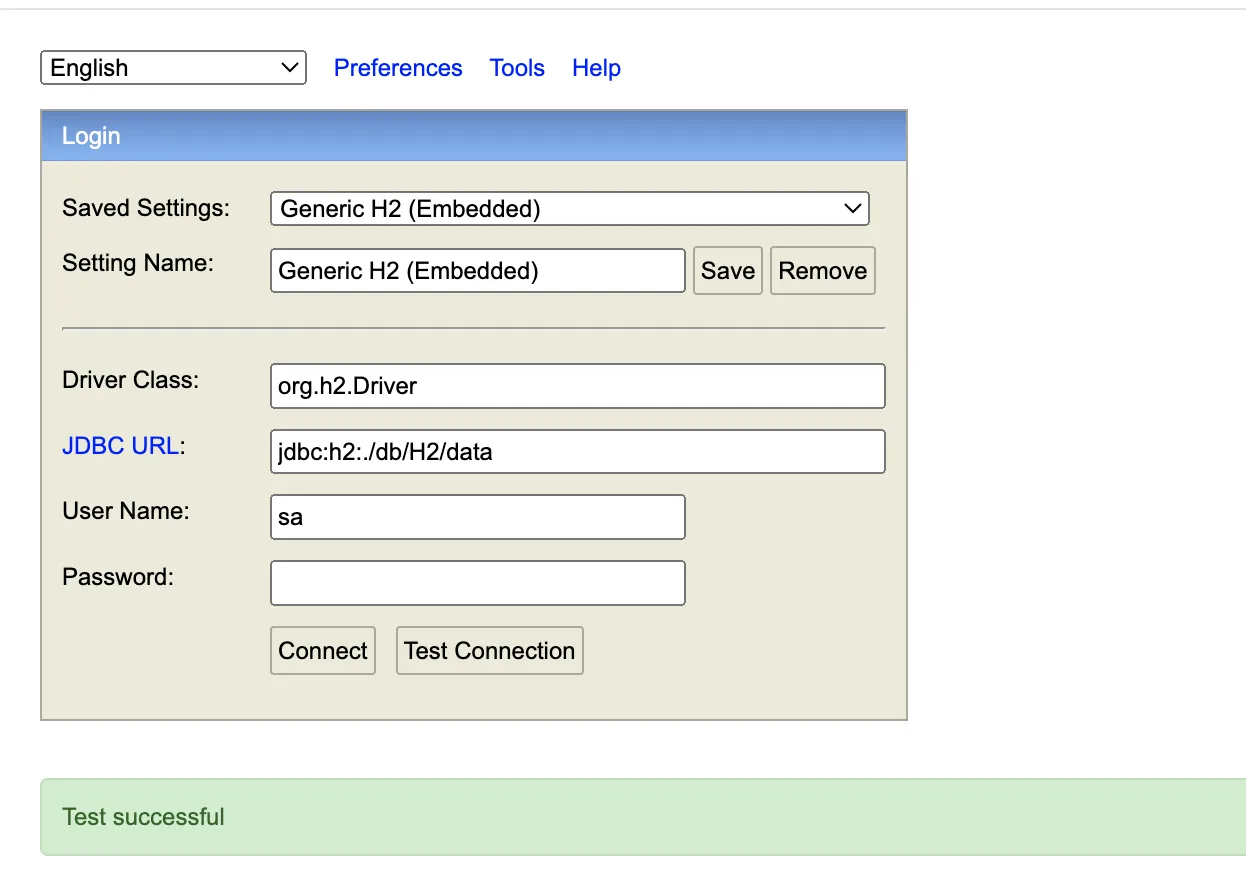 English Preferences Tools Help
Login
Saved Settings: Generic H2 (Embedded)
Setting Name: Generic H2 (Embedded) Save Remove
Driver Class: org.h2.Driver
JDBC URL: jdbc:h2:./db/H2/data
User Name: sa
Password:
Connect Test Connection
Test successful